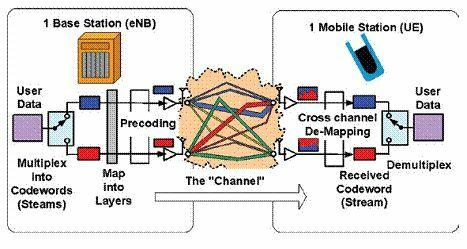 1 Base Station (eNB)
1 Mobile Station (UE)
User
Data
Precoding
Cross channel
De-Mapping
User
Data
Multiplex
into
Codewords
(Steams)
Map
into
Layers
The "Channel"
Received
Codeword
(Stream)
Demultiplex